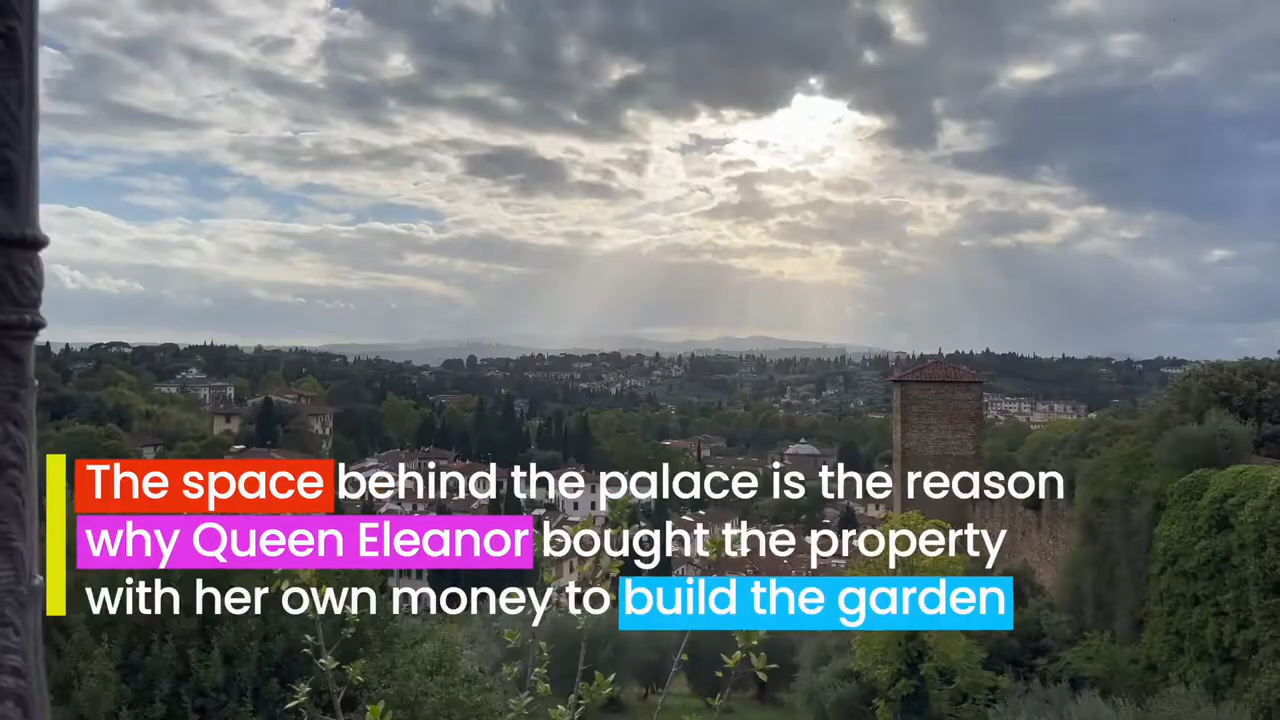 The space behind the palace is the reason
why Queen Eleanor bought the property
with her own money to build the garden